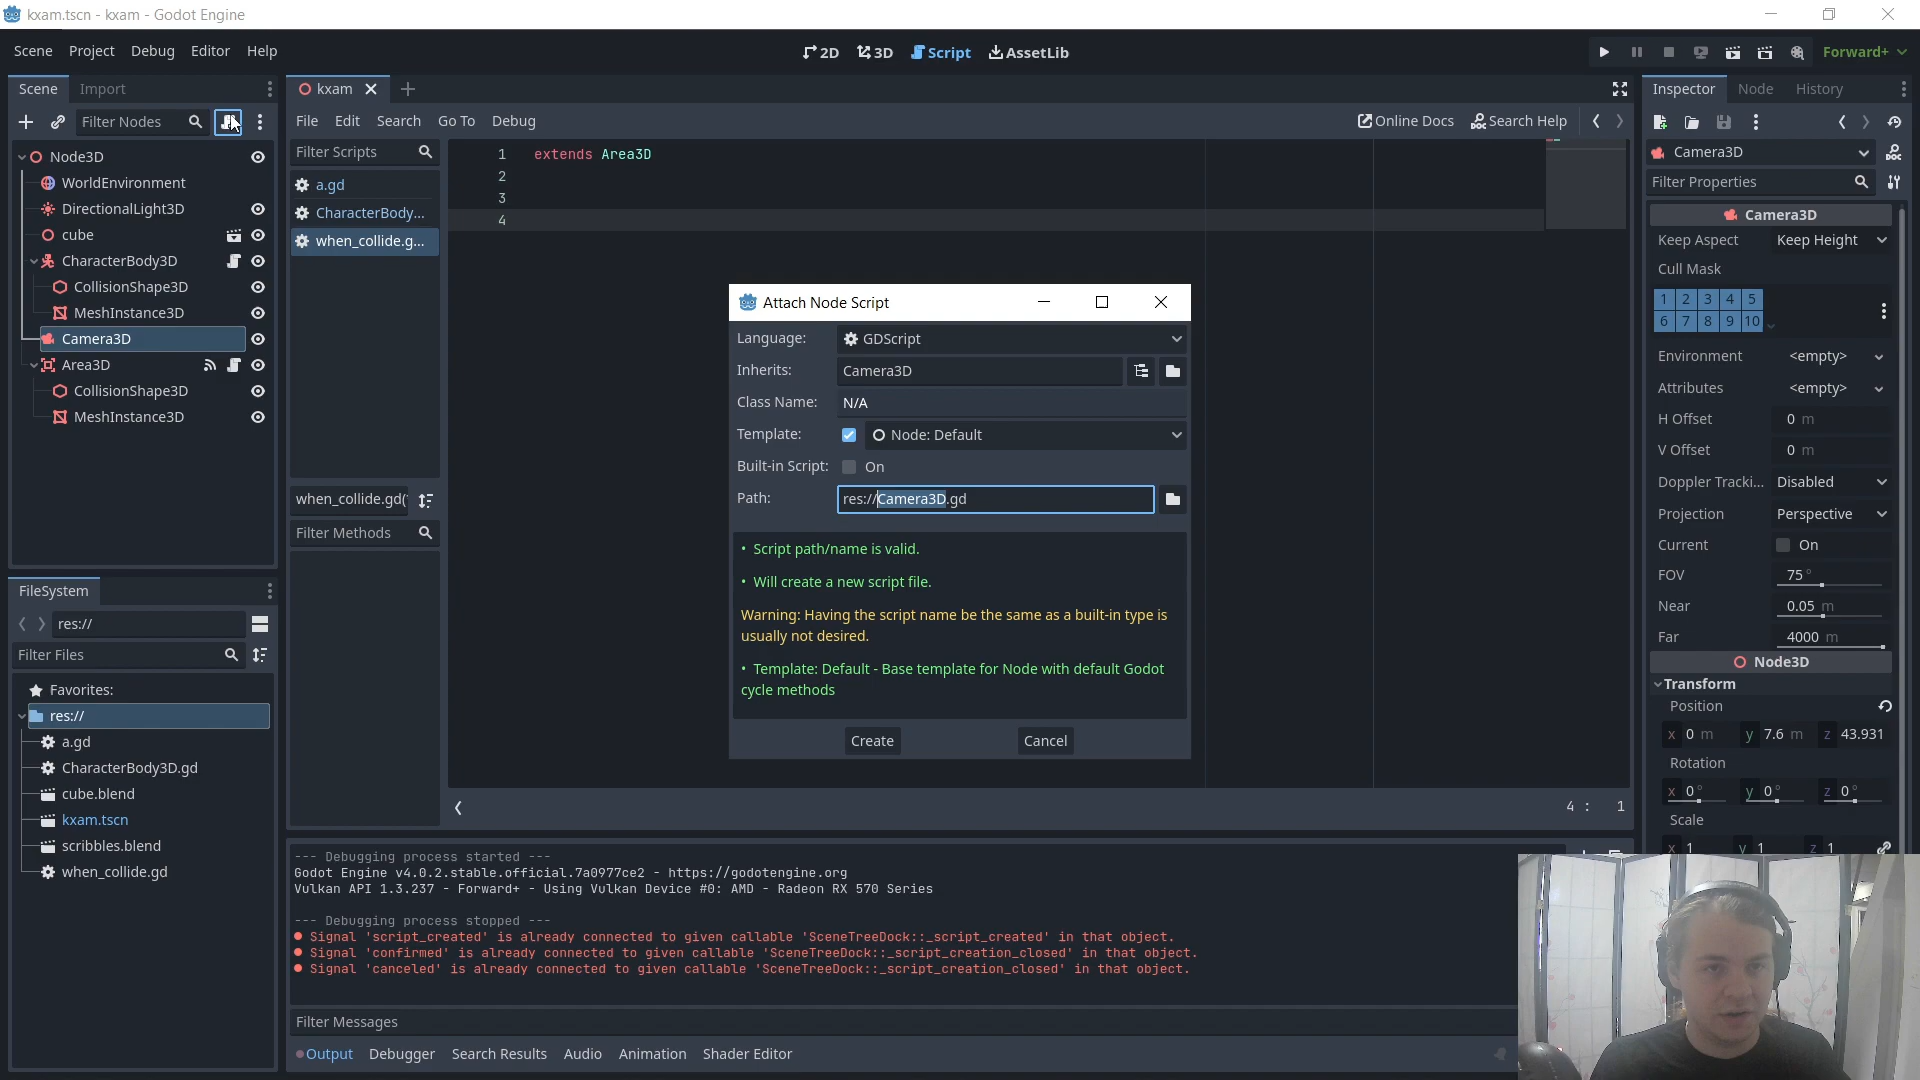 kxam.tscn - kxam - Godot Engine
Scene Project Debug Editor Help
2D 3D Script AssetLib
Forward+
Scene Import
Filter Nodes
Node3D
WorldEnvironment
DirectionalLight3D
cube
CharacterBody3D
CollisionShape3D
MeshInstance3D
Camera3D
Area3D
CollisionShape3D
MeshInstance3D
FileSystem
res://
Filter Files
Favorites:
res://
a.gd
CharacterBody3D.gd
cube.blend
kxam.tscn
scribbles.blend
when_collide.gd
kxam
File Edit Search Go To Debug
Online Docs Search Help
Filter Scripts
a.gd
CharacterBody...
when_collide.g...
when_collide.gd(
Filter Methods
1 extends Area3D
2
3
4
4 : 1
Attach Node Script
Language: GDScript
Inherits: Camera3D
Class Name: N/A
Template: Node: Default
Built-in Script: On
Path: res://Camera3D.gd
• Script path/name is valid.
• Will create a new script file.
Warning: Having the script name be the same as a built-in type is
usually not desired.
• Template: Default - Base template for Node with default Godot
cycle methods
Create Cancel
--- Debugging process started ---
Godot Engine v4.0.2.stable.official.7a0977ce2 - https://godotengine.org
Vulkan API 1.3.237 - Forward+ - Using Vulkan Device #0: AMD - Radeon RX 570 Series
--- Debugging process stopped ---
Signal 'script_created' is already connected to given callable 'SceneTreeDock::_script_created' in that object.
Signal 'confirmed' is already connected to given callable 'SceneTreeDock::_script_creation_closed' in that object.
Signal 'canceled' is already connected to given callable 'SceneTreeDock::_script_creation_closed' in that object.
Filter Messages
Output Debugger Search Results Audio Animation Shader Editor
Inspector Node History
Camera3D
Filter Properties
Camera3D
Keep Aspect Keep Height
Cull Mask
1 2 3 4 5
6 7 8 9 10
Environment <empty>
Attributes <empty>
H Offset 0 m
V Offset 0 m
Doppler Tracki... Disabled
Projection Perspective
Current On
FOV 75 °
Near 0.05 m
Far 4000 m
Node3D
Transform
Position
x 0 m y 7.6 m z 43.931
Rotation
x 0 ° y 0 ° z 0 °
Scale
x 1 y 1 z 1